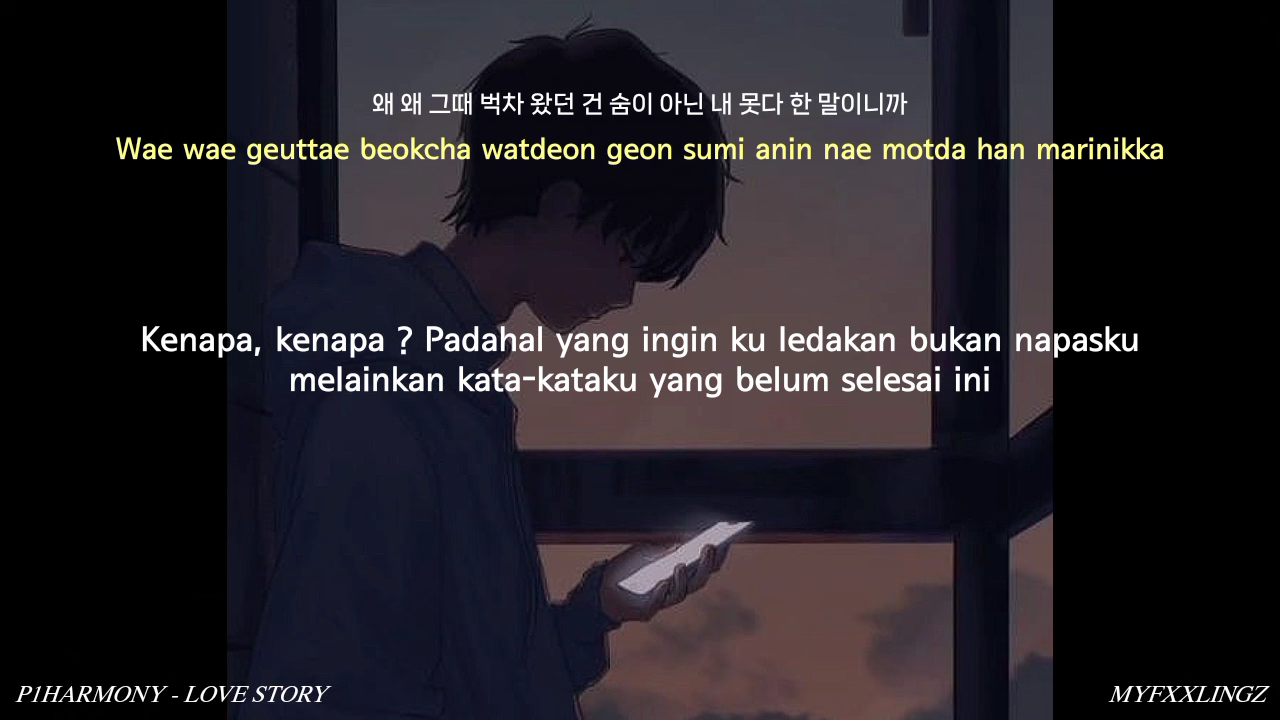 왜 왜 그때 벅차 왔던 건 숨이 아닌 내 못다 한 말이니까
Wae wae geuttae beokcha watdeon geon sumi anin nae motda han marinikka
Kenapa, kenapa ? Padahal yang ingin ku ledakan bukan napasku
melainkan kata-kataku yang belum selesai ini
P1HARMONY - LOVE STORY
MYFXXLINGZ